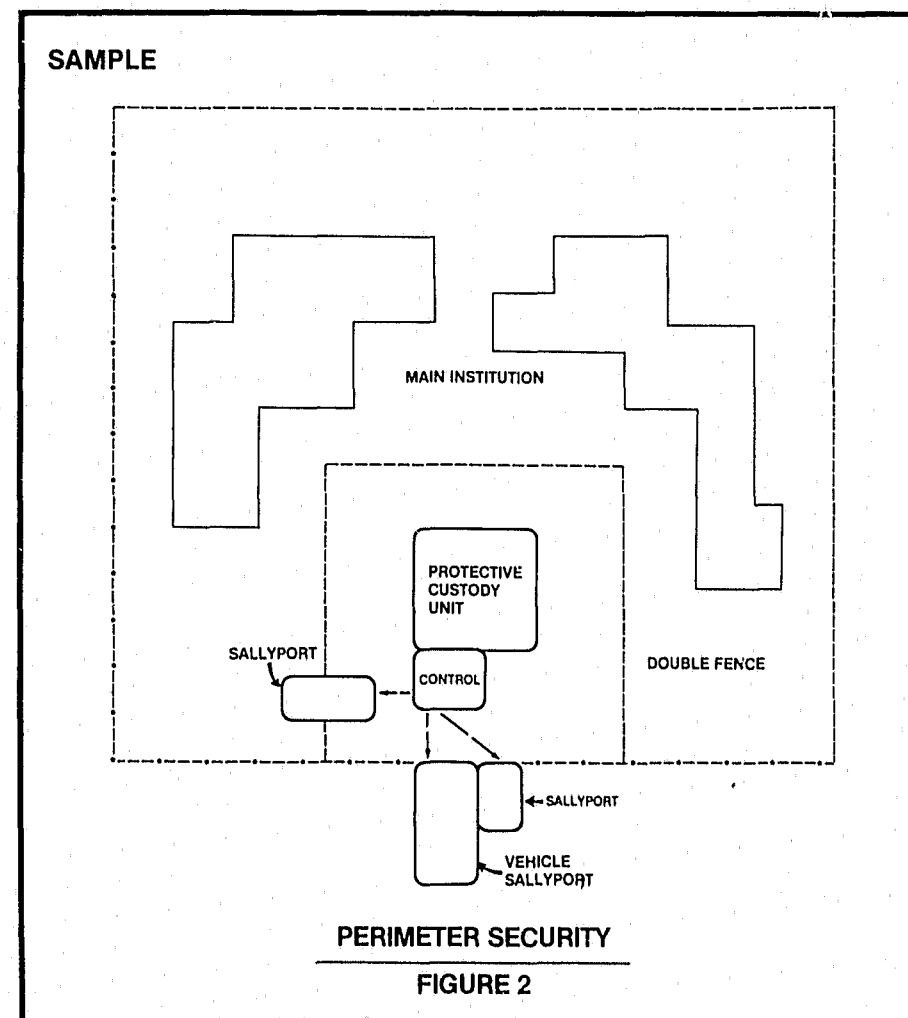 SAMPLE
MAIN INSTITUTION
PROTECTIVE
CUSTODY
UNIT
SALLYPORT
CONTROL
DOUBLE FENCE
SALLYPORT
VEHICLE
SALLYPORT
PERIMETER SECURITY
FIGURE 2